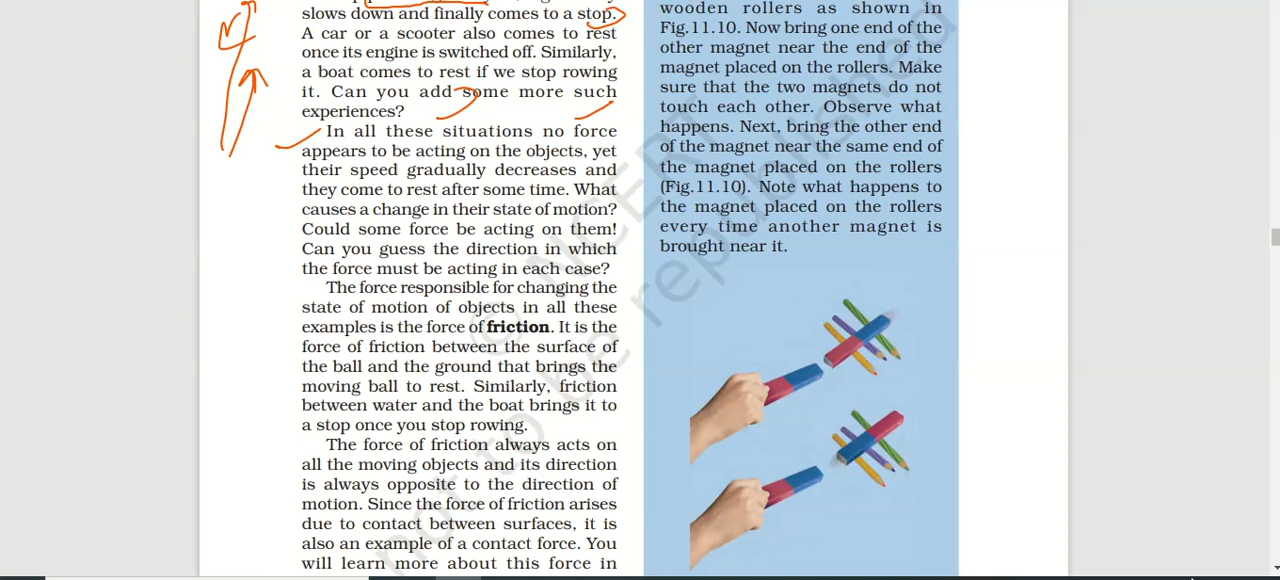 slows down and finally comes to a stop.
A car or a scooter also comes to rest
once its engine is switched off. Similarly,
a boat comes to rest if we stop rowing
it. Can you add some more such
experiences?
In all these situations no force
appears to be acting on the objects, yet
their speed gradually decreases and
they come to rest after some time. What
causes a change in their state of motion?
Could some force be acting on them!
Can you guess the direction in which
the force must be acting in each case?
The force responsible for changing the
state of motion of objects in all these
examples is the force of friction. It is the
force of friction between the surface of
the ball and the ground that brings the
moving ball to rest. Similarly, friction
between water and the boat brings it to
a stop once you stop rowing.
The force of friction always acts on
all the moving objects and its direction
is always opposite to the direction of
motion. Since the force of friction arises
due to contact between surfaces, it is
also an example of a contact force. You
will learn more about this force in
wooden rollers as shown in
Fig.11.10. Now bring one end of the
other magnet near the end of the
magnet placed on the rollers. Make
sure that the two magnets do not
touch each other. Observe what
happens. Next, bring the other end
of the magnet near the same end of
the magnet placed on the rollers
(Fig.11.10). Note what happens to
the magnet placed on the rollers
every time another magnet is
brought near it.
© NCERT
not to be republished